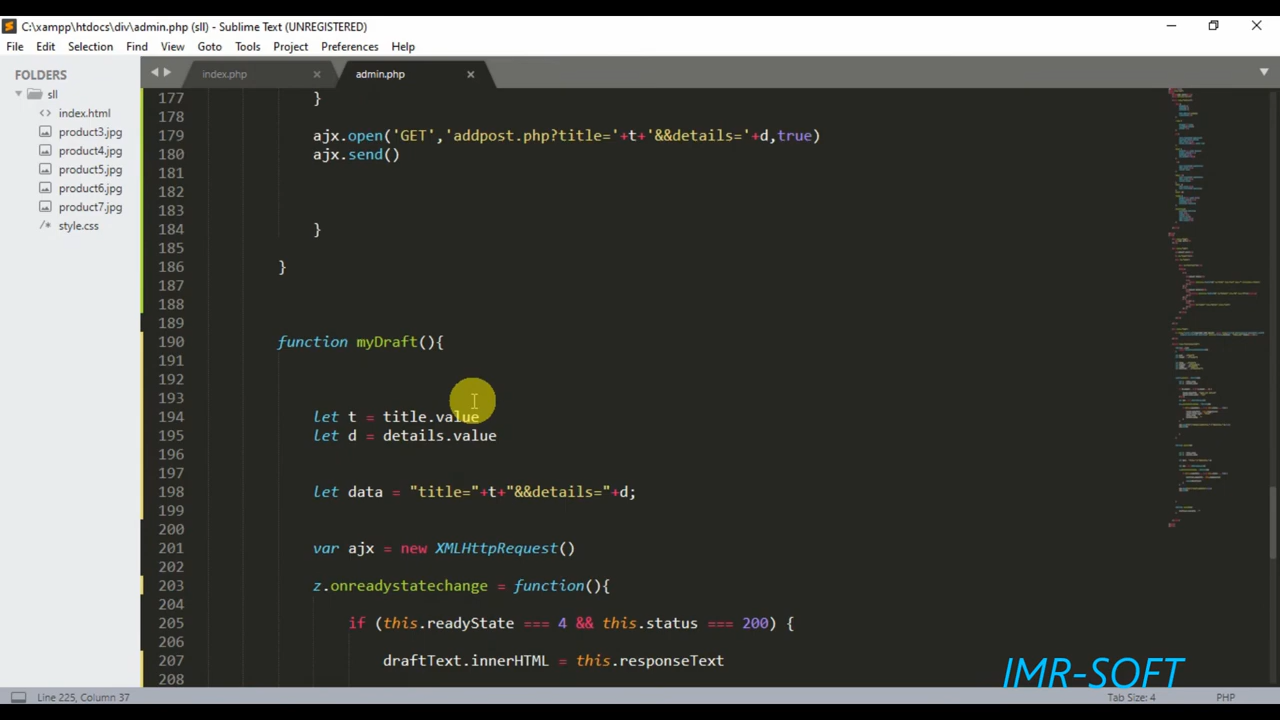 C:\xampp\htdocs\div\admin.php (sll) - Sublime Text (UNREGISTERED)
File Edit Selection Find View Goto Tools Project Preferences Help
FOLDERS
sll
index.html
product3.jpg
product4.jpg
product5.jpg
product6.jpg
product7.jpg
style.css
index.php
admin.php
177 }
178
179 ajx.open('GET','addpost.php?title='+t+'&&details='+d,true)
180 ajx.send()
181
182
183
184 }
185
186 }
187
188
189
190 function myDraft(){
191
192
193
194 let t = title.value
195 let d = details.value
196
197
198 let data = "title="+t+"&&details="+d;
199
200
201 var ajx = new XMLHttpRequest()
202
203 z.onreadystatechange = function(){
204
205 if (this.readyState === 4 && this.status === 200) {
206
207 draftText.innerHTML = this.responseText
208
IMR-SOFT
Line 225, Column 37
Tab Size: 4
PHP